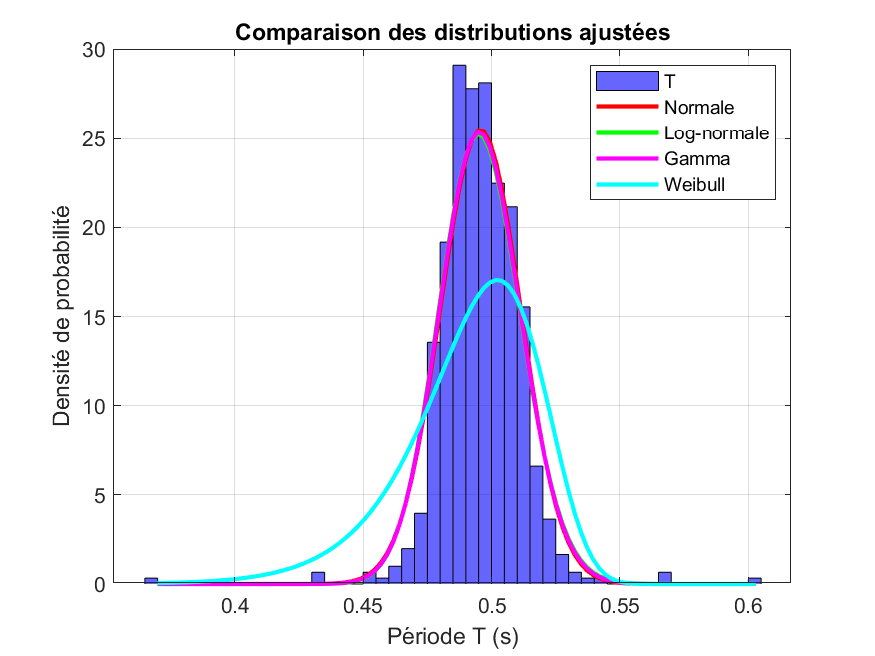 Comparaison des distributions ajustées
30
25
20
15
10
5
0
Densité de probabilité
T
Normale
Log-normale
Gamma
Weibull
0.4
0.45
0.5
0.55
0.6
Période T (s)